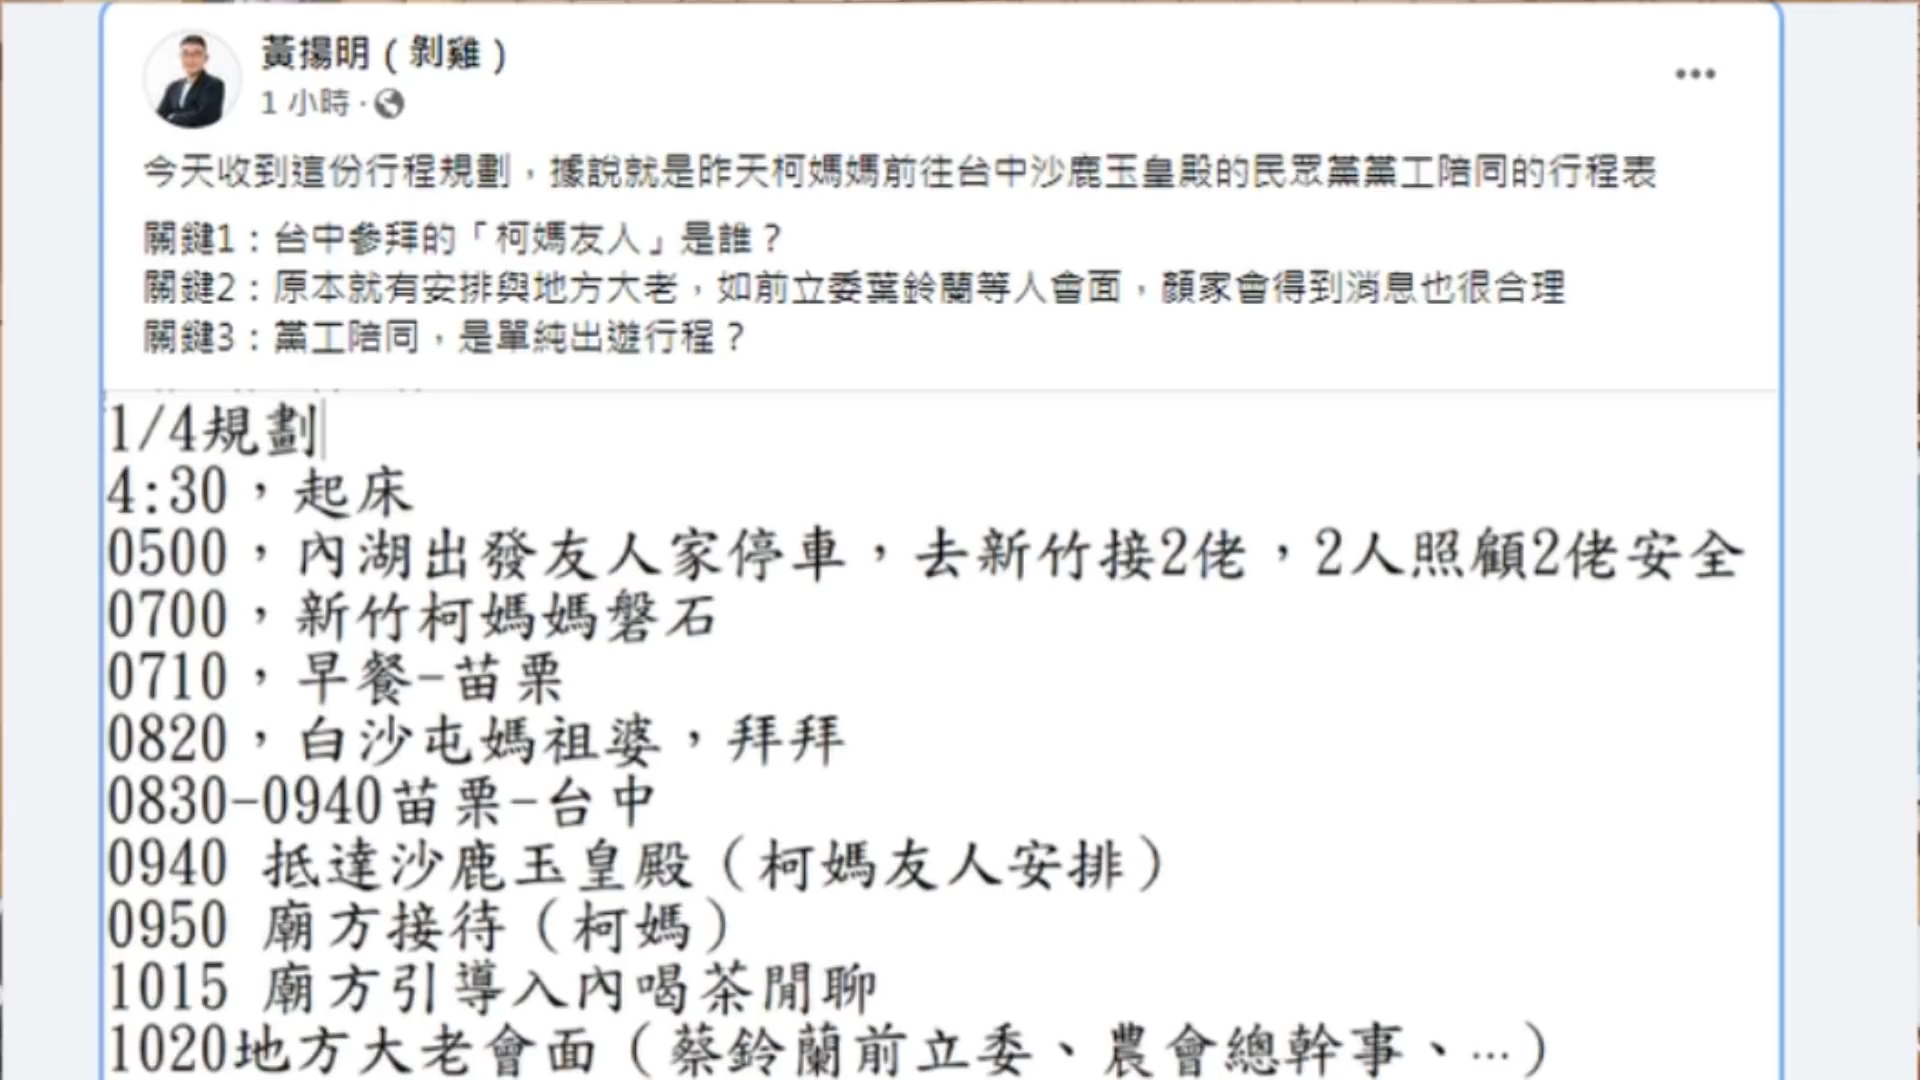 黃揚明(剝雞)
1 小時·
今天收到這份行程規劃，據說就是昨天柯媽媽前往台中沙鹿玉皇殿的民眾黨黨工陪同的行程表
關鍵1：台中參拜的「柯媽友人」是誰？
關鍵2：原本就有安排與地方大老，如前立委葉鈴蘭等人會面，顏家會得到消息也很合理
關鍵3：黨工陪同，是單純出遊行程？
1/4規劃
4:30，起床
0500，內湖出發友人家停車，去新竹接2佬，2人照顧2佬安全
0700，新竹柯媽媽磐石
0710，早餐-苗栗
0820，白沙屯媽祖婆，拜拜
0830-0940苗栗-台中
0940 抵達沙鹿玉皇殿（柯媽友人安排）
0950 廟方接待（柯媽）
1015 廟方引導入內喝茶閒聊
1020地方大老會面（蔡鈴蘭前立委、農會總幹事、…）